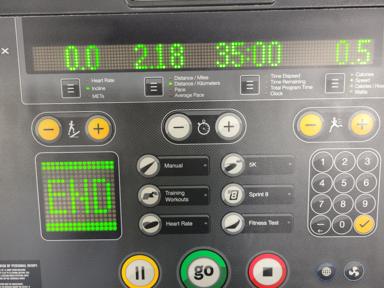 0.0 2.18 35:00 0.5
Heart Rate
Incline
METs
Distance / Miles
Distance / Kilometers
Pace
Average Pace
Time Elapsed
Time Remaining
Total Program Time
Clock
Calories
Speed
Calories / Hour
Watts
END
Manual
5K
Training
Workouts
Sprint 8
Heart Rate
Fitness Test
1 2 3
4 5 6
7 8 9
0
go